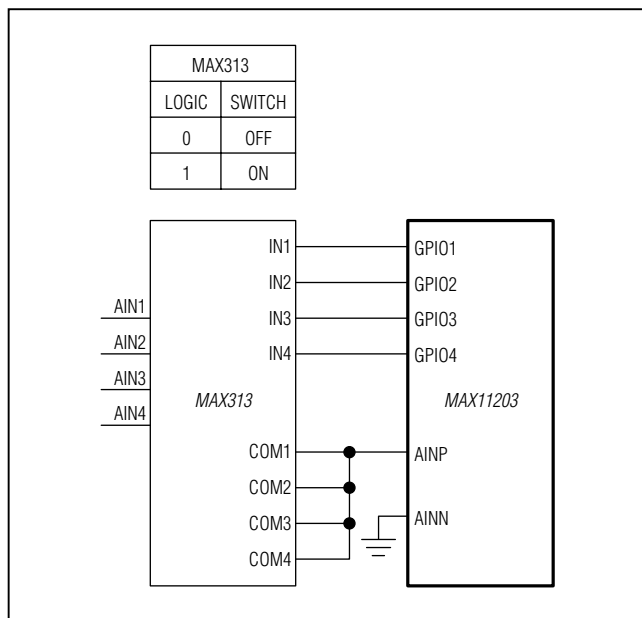 MAX313
LOGIC SWITCH
0 OFF
1 ON
IN1 GPIO1
IN2 GPIO2
AIN1 IN3 GPIO3
AIN2 IN4 GPIO4
AIN3
MAX313 MAX11203
AIN4
COM1 AINP
COM2
COM3 AINN
COM4